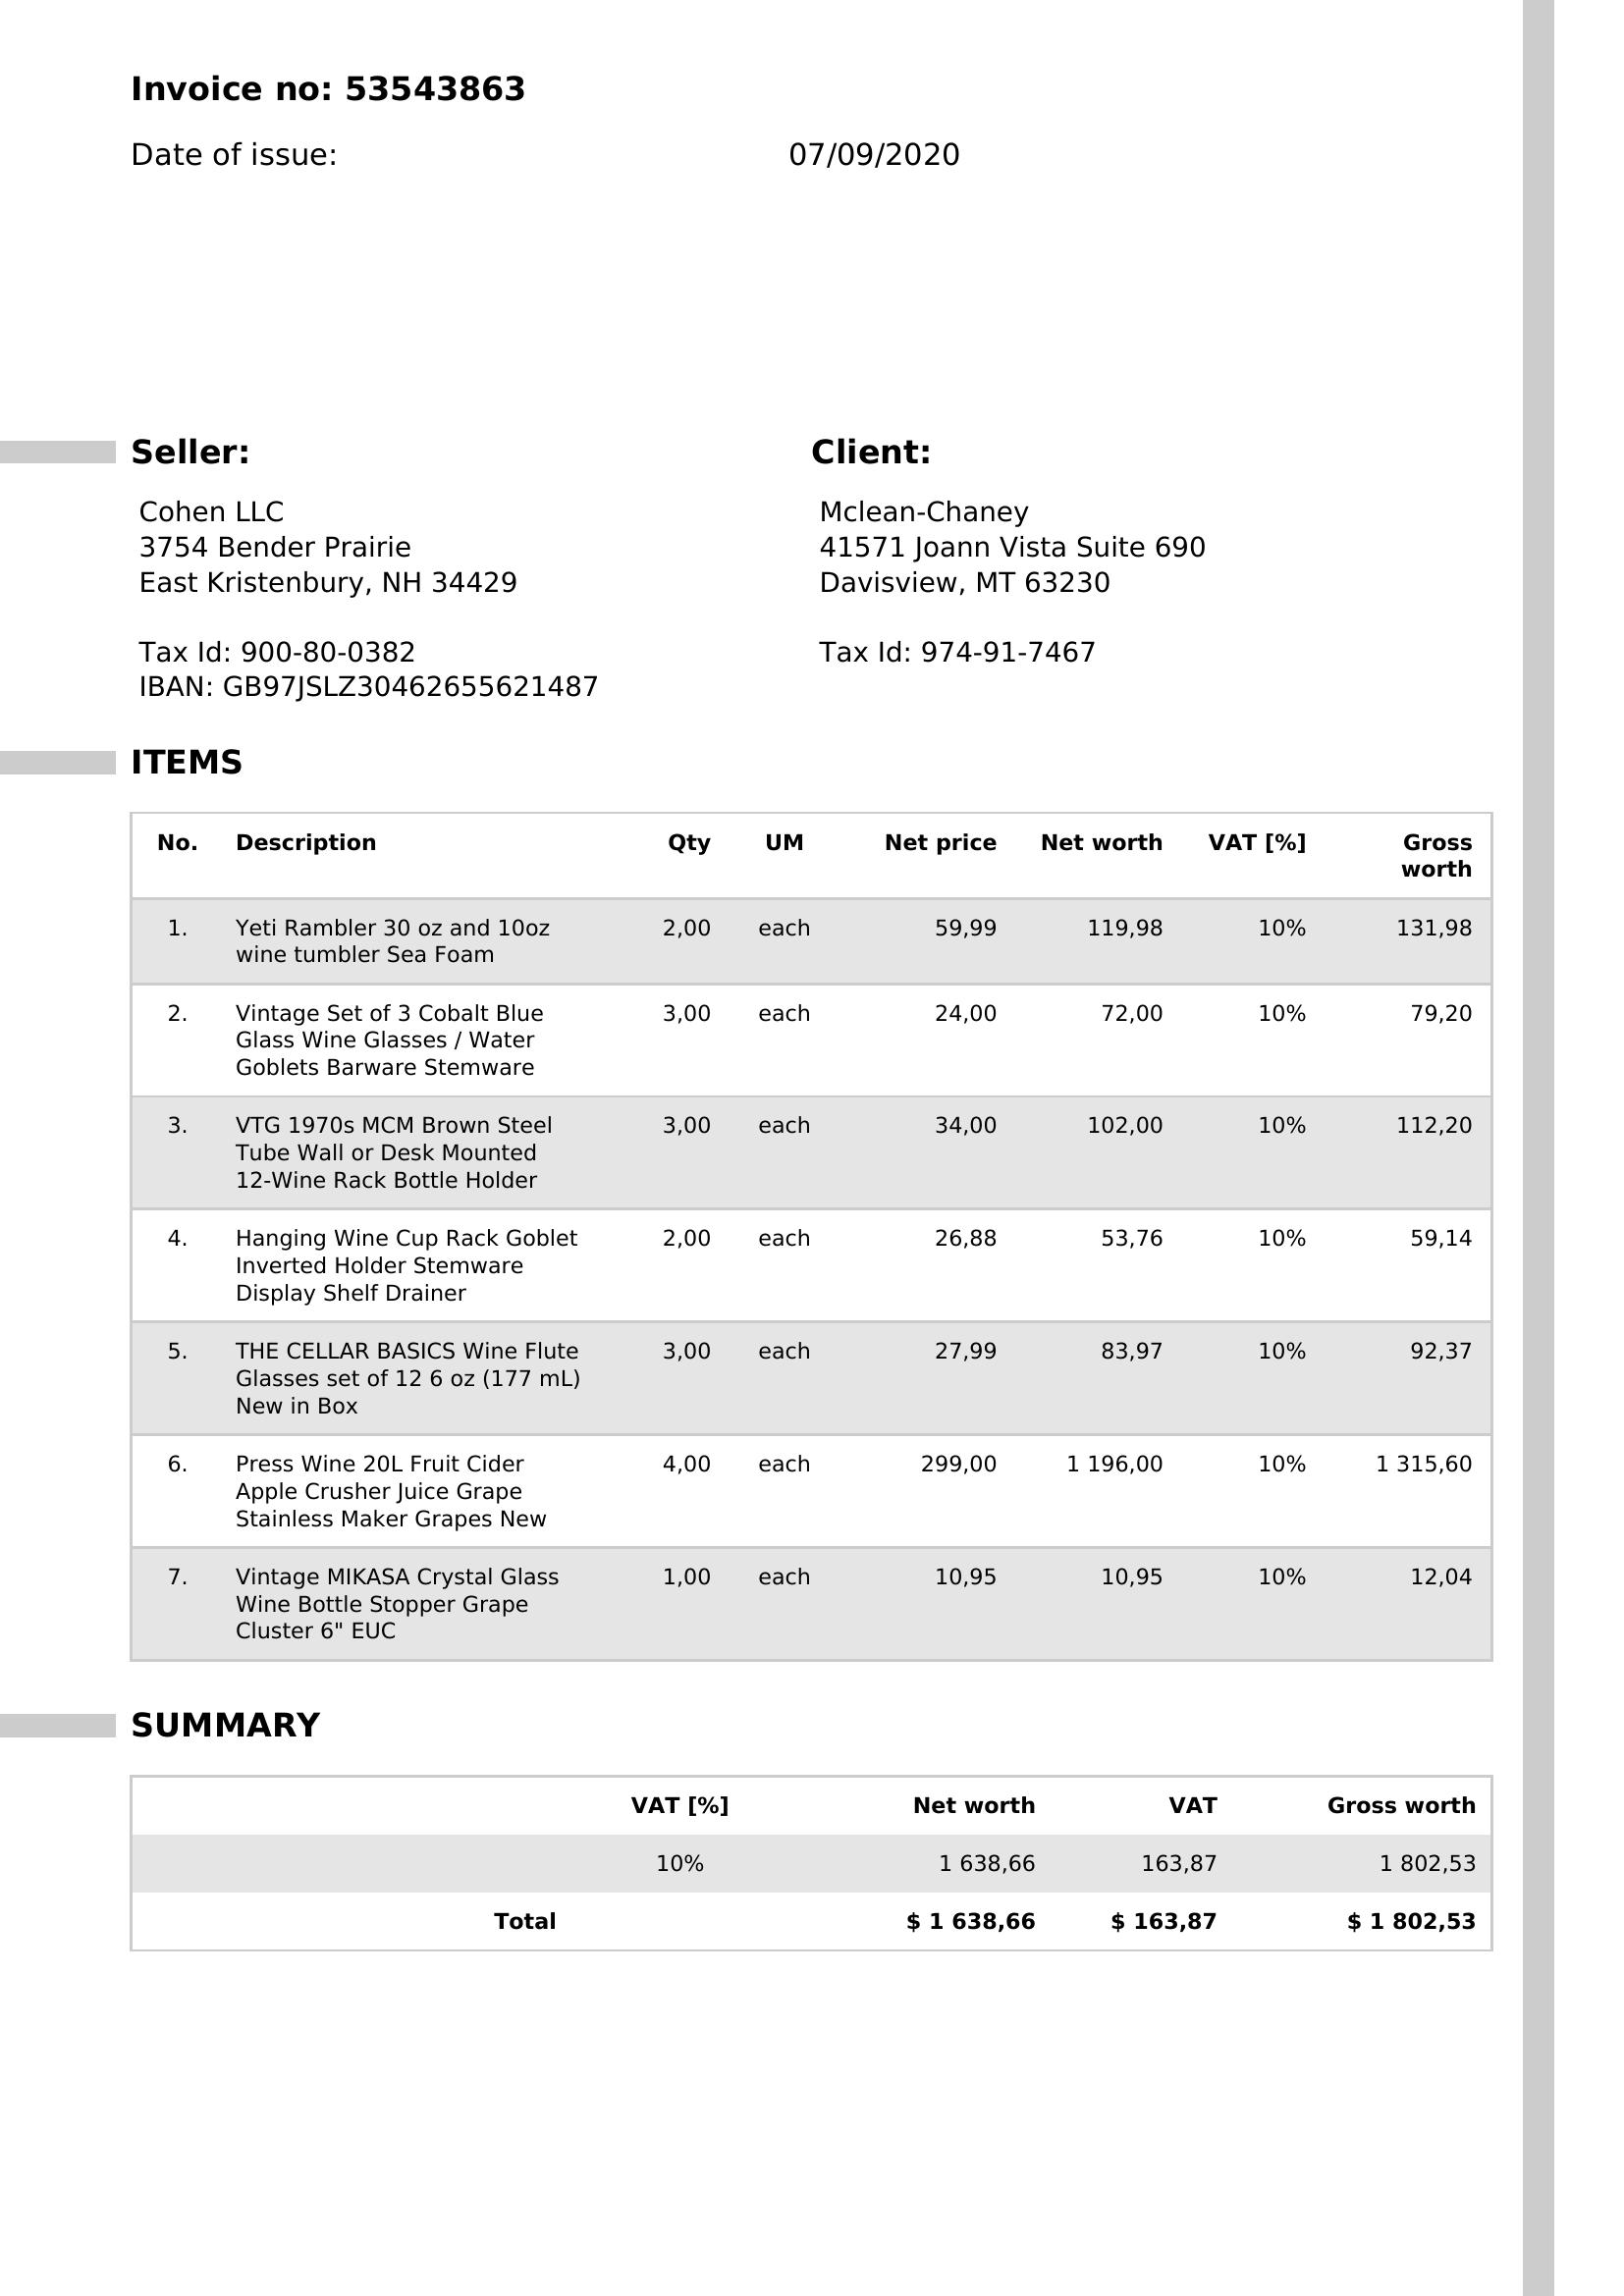 Invoice no: 53543863
Date of issue: 07/09/2020
Seller:
Cohen LLC
3754 Bender Prairie
East Kristenbury, NH 34429
Tax Id: 900-80-0382
IBAN: GB97JSLZ30462655621487
Client:
Mclean-Chaney
41571 Joann Vista Suite 690
Davisview, MT 63230
Tax Id: 974-91-7467
ITEMS
No. Description Qty UM Net price Net worth VAT [%] Gross
worth
1. Yeti Rambler 30 oz and 10oz 2,00 each 59,99 119,98 10% 131,98
wine tumbler Sea Foam
2. Vintage Set of 3 Cobalt Blue 3,00 each 24,00 72,00 10% 79,20
Glass Wine Glasses / Water
Goblets Barware Stemware
3. VTG 1970s MCM Brown Steel 3,00 each 34,00 102,00 10% 112,20
Tube Wall or Desk Mounted
12-Wine Rack Bottle Holder
4. Hanging Wine Cup Rack Goblet 2,00 each 26,88 53,76 10% 59,14
Inverted Holder Stemware
Display Shelf Drainer
5. THE CELLAR BASICS Wine Flute 3,00 each 27,99 83,97 10% 92,37
Glasses set of 12 6 oz (177 mL)
New in Box
6. Press Wine 20L Fruit Cider 4,00 each 299,00 1 196,00 10% 1 315,60
Apple Crusher Juice Grape
Stainless Maker Grapes New
7. Vintage MIKASA Crystal Glass 1,00 each 10,95 10,95 10% 12,04
Wine Bottle Stopper Grape
Cluster 6" EUC
SUMMARY
VAT [%] Net worth VAT Gross worth
10% 1 638,66 163,87 1 802,53
Total $ 1 638,66 $ 163,87 $ 1 802,53